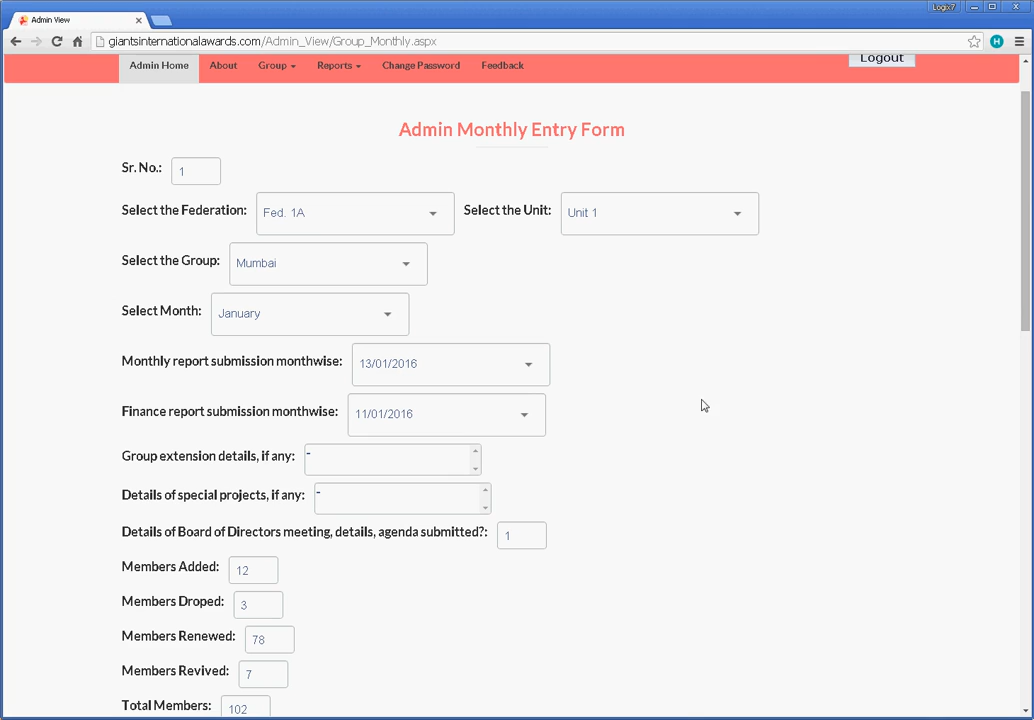 Logix7
Admin View
giantsinternationalawards.com/Admin_View/Group_Monthly.aspx
H
Admin Home About Group Reports Change Password Feedback Logout
Admin Monthly Entry Form
Sr. No.: 1
Select the Federation: Fed. 1A Select the Unit: Unit 1
Select the Group: Mumbai
Select Month: January
Monthly report submission monthwise: 13/01/2016
Finance report submission monthwise: 11/01/2016
Group extension details, if any: -
Details of special projects, if any: -
Details of Board of Directors meeting, details, agenda submitted?: 1
Members Added: 12
Members Droped: 3
Members Renewed: 78
Members Revived: 7
Total Members: 102